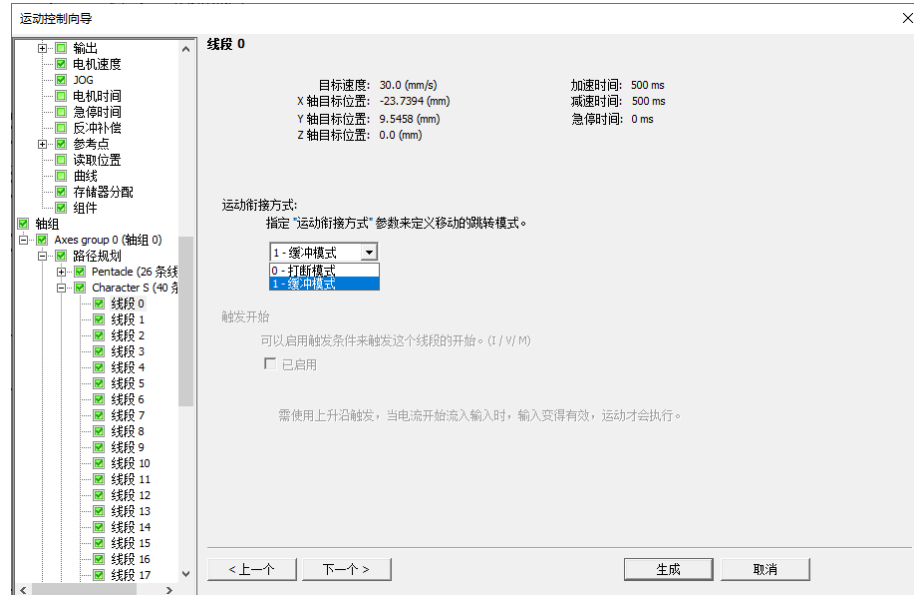 运动控制向导
输出
电机速度
JOG
电机时间
急停时间
反冲补偿
参考点
读取位置
曲线
存储器分配
组件
轴组
Axes group 0 (轴组 0)
路径规划
Pentacle (26 条线
Character S (40 条
线段 0
线段 1
线段 2
线段 3
线段 4
线段 5
线段 6
线段 7
线段 8
线段 9
线段 10
线段 11
线段 12
线段 13
线段 14
线段 15
线段 16
线段 17
线段 0
目标速度: 30.0 (mm/s) 加速时间: 500 ms
X 轴目标位置: -23.7394 (mm) 减速时间: 500 ms
Y 轴目标位置: 9.5458 (mm) 急停时间: 0 ms
Z 轴目标位置: 0.0 (mm)
运动衔接方式:
指定 "运动衔接方式" 参数来定义移动的跳转模式。
1 - 缓冲模式
0 - 打断模式
1 - 缓冲模式
触发开始
可以启用触发条件来触发这个线段的开始。(I / V/ M)
已启用
需使用上升沿触发，当电流开始流入输入时，输入变得有效，运动才会执行。
< 上一个 下一个 > 生成 取消